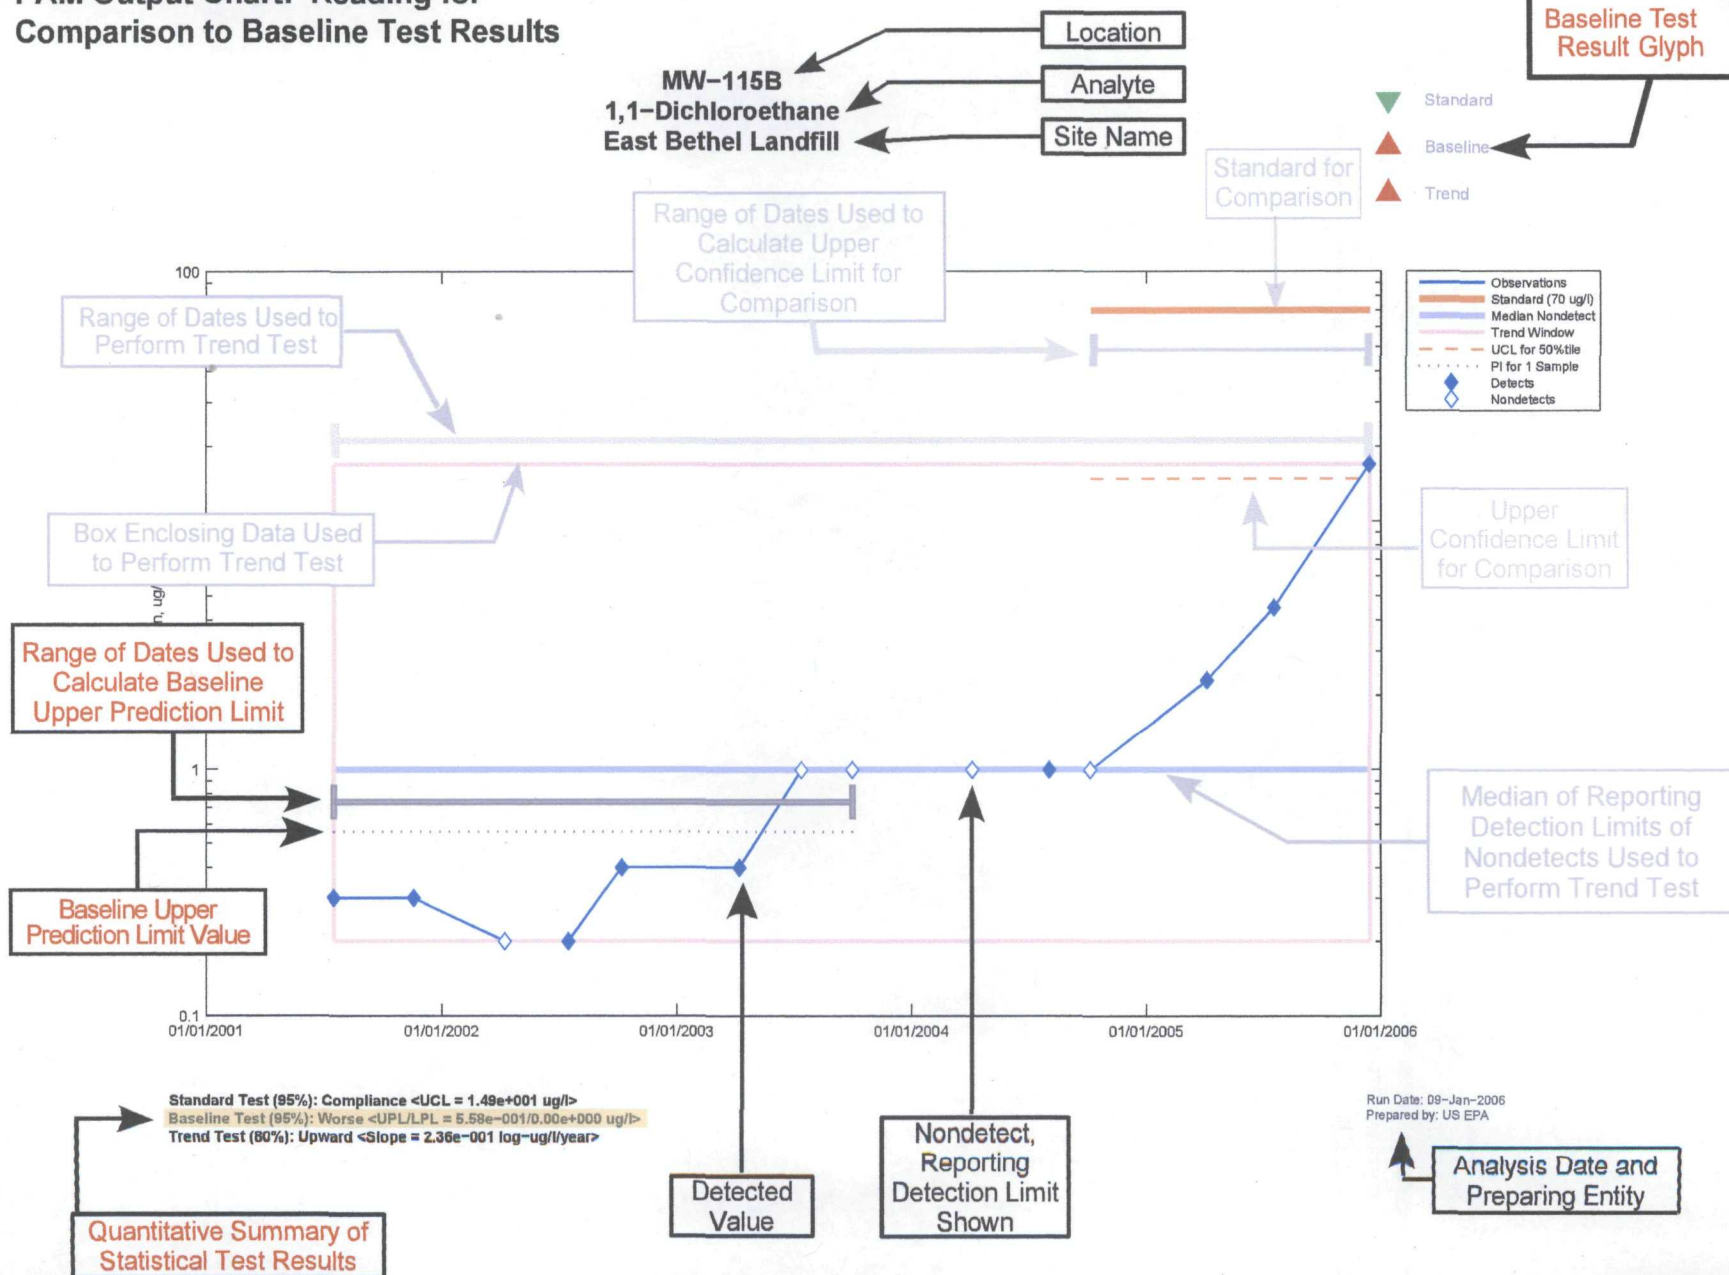 Comparison to Baseline Test Results
Baseline Test
Result Glyph
Location
MW-115B
Analyte
1,1-Dichloroethane
Site Name
East Bethel Landfill
Standard
Baseline
Trend
Standard for
Comparison
Range of Dates Used to
Calculate Upper
Confidence Limit for
Comparison
100
Range of Dates Used to
Perform Trend Test
Observations
Standard (70 ug/l)
Median Nondetect
Trend Window
UCL for 50%tile
PI for 1 Sample
Detects
Nondetects
Box Enclosing Data Used
to Perform Trend Test
Upper
Confidence Limit
for Comparison
n, ug/
Range of Dates Used to
Calculate Baseline
Upper Prediction Limit
1
Median of Reporting
Detection Limits of
Nondetects Used to
Perform Trend Test
Baseline Upper
Prediction Limit Value
0.1
01/01/2001
01/01/2002
01/01/2003
01/01/2004
01/01/2005
01/01/2006
Standard Test (95%): Compliance <UCL = 1.49e+001 ug/l>
Baseline Test (95%): Worse <UPL/LPL = 5.58e-001/0.00e+000 ug/l>
Trend Test (80%): Upward <Slope = 2.36e-001 log-ug/l/year>
Run Date: 09-Jan-2006
Prepared by: US EPA
Nondetect,
Reporting
Detection Limit
Shown
Detected
Value
Analysis Date and
Preparing Entity
Quantitative Summary of
Statistical Test Results